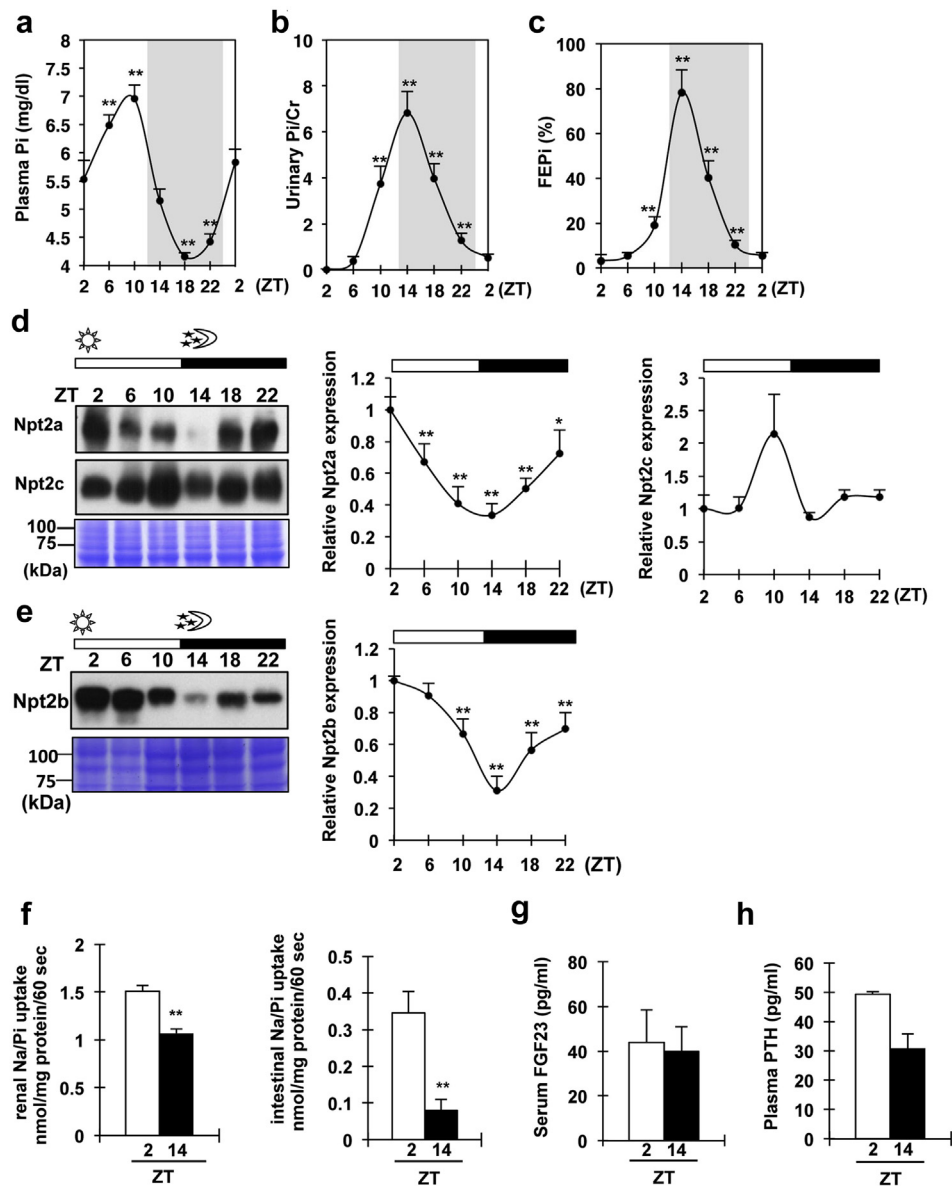 a
Plasma Pi (mg/dl)
8
7.5
7
6.5
6
5.5
5
4.5
4
** ** ** **
2 6 10 14 18 22 2 (ZT)
b
Urinary Pi/Cr
10
8
6
4
2
0
** ** ** **
2 6 10 14 18 22 2 (ZT)
c
FEPi (%)
100
80
60
40
20
0
** ** ** **
2 6 10 14 18 22 2 (ZT)
d
ZT 2 6 10 14 18 22
Npt2a
Npt2c
100
75
(kDa)
Relative Npt2a expression
1.2
1
0.8
0.6
0.4
0.2
0
** ** ** ** *
2 6 10 14 18 22 (ZT)
Relative Npt2c expression
3
2.5
2
1.5
1
0.5
0
2 6 10 14 18 22 (ZT)
e
ZT 2 6 10 14 18 22
Npt2b
100
75
(kDa)
Relative Npt2b expression
1.2
1
0.8
0.6
0.4
0.2
0
** ** ** **
2 6 10 14 18 22 (ZT)
f
renal Na/Pi uptake
nmol/mg protein/60 sec
2
1.5
1
0.5
0
**
2 14
ZT
intestinal Na/Pi uptake
nmol/mg protein/60 sec
0.5
0.4
0.3
0.2
0.1
0
**
2 14
ZT
g
Serum FGF23 (pg/ml)
80
60
40
20
0
2 14
ZT
h
Plasma PTH (pg/ml)
60
50
40
30
20
10
0
2 14
ZT